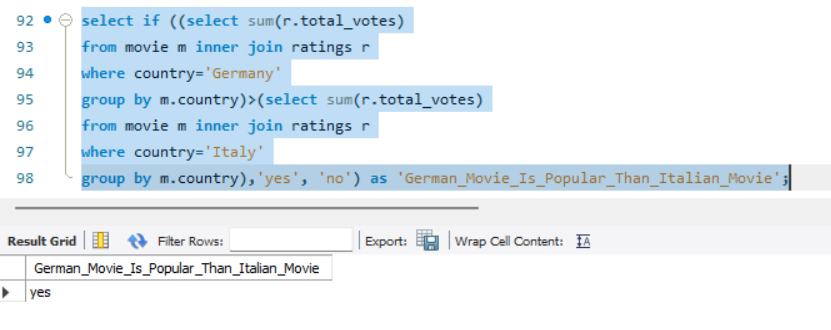 92 select if ((select sum(r.total_votes)
93 from movie m inner join ratings r
94 where country='Germany'
95 group by m.country)>(select sum(r.total_votes)
96 from movie m inner join ratings r
97 where country='Italy'
98 group by m.country),'yes', 'no') as 'German_Movie_Is_Popular_Than_Italian_Movie';
Result Grid Filter Rows: Export: Wrap Cell Content: IA
German_Movie_Is_Popular_Than_Italian_Movie
yes